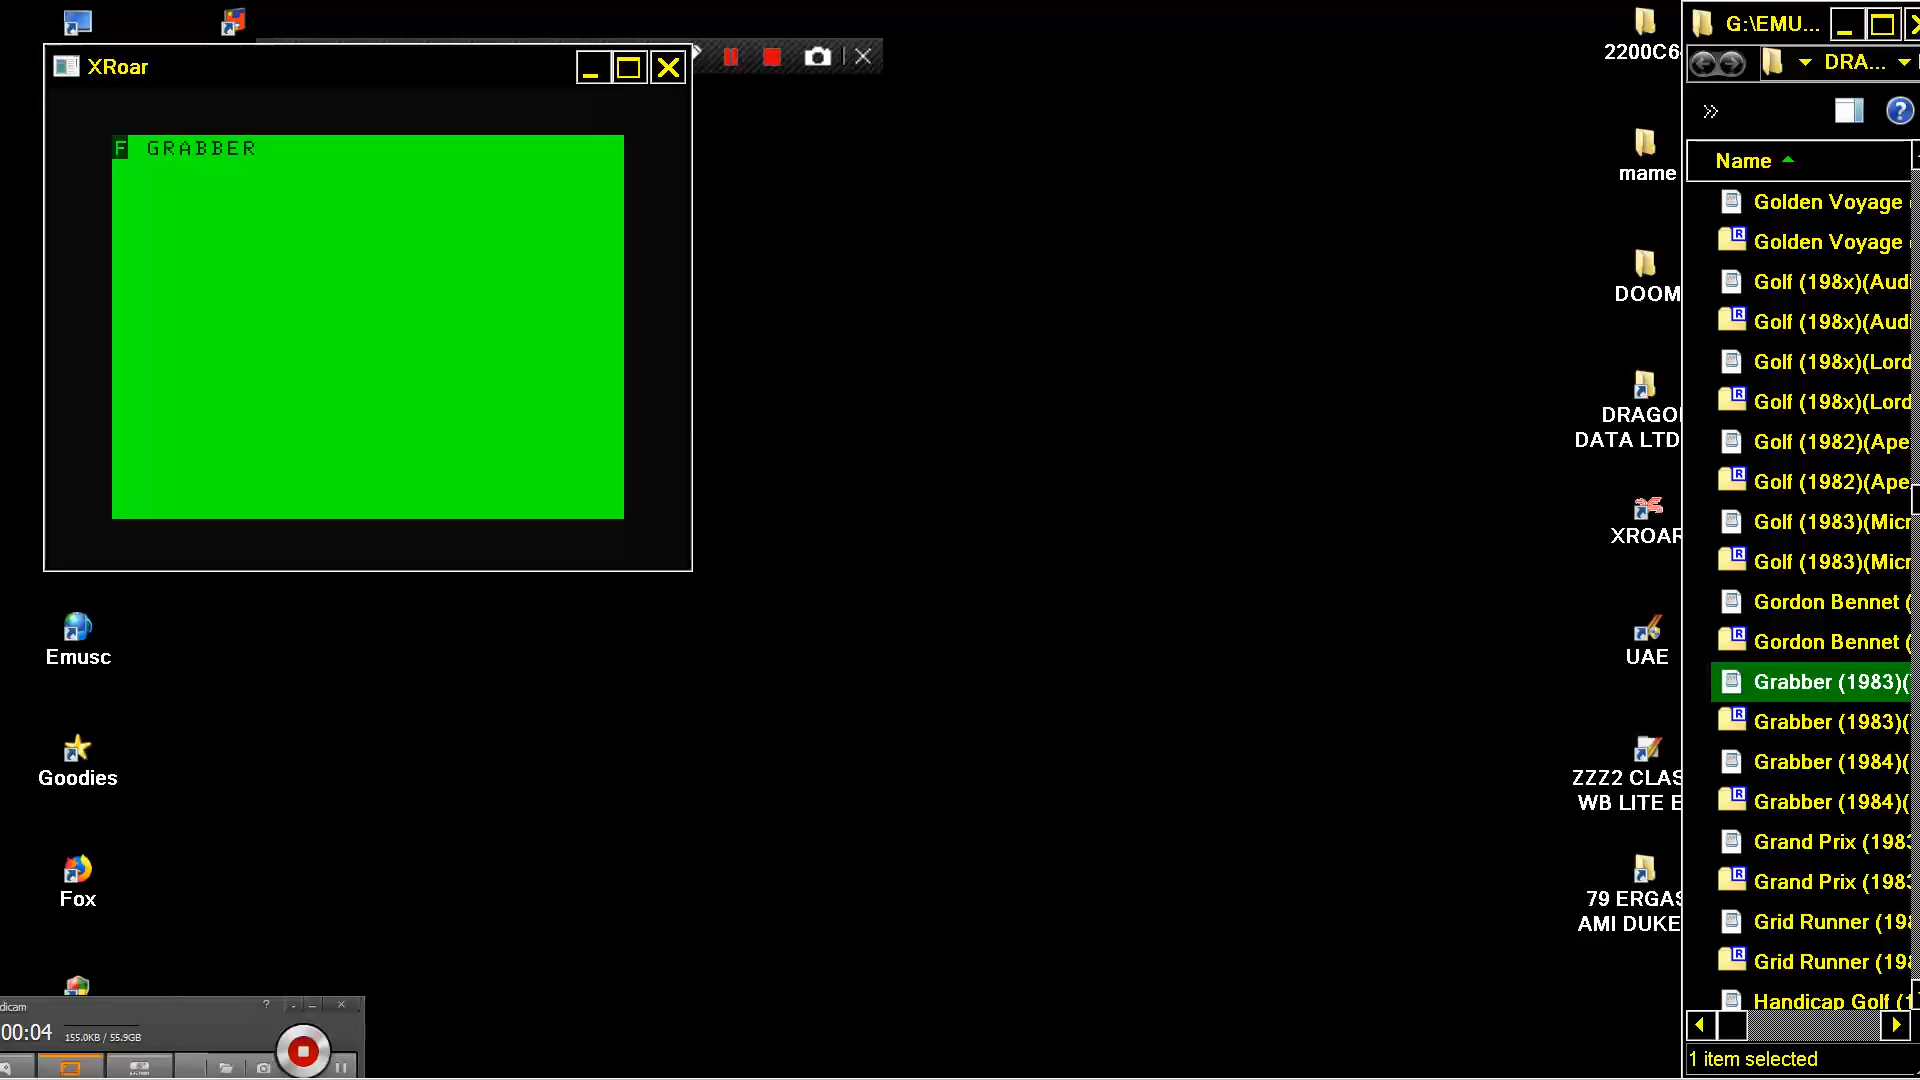 XRoar
F GRABBER
Emusc
Goodies
Fox
dicam
00:04
155.0KB / 55.9GB
2200C6
mame
DOOM
DRAGO
DATA LTD
XROAR
UAE
ZZZ2 CLAS
WB LITE E
79 ERGAS
AMI DUKE
G:\EMU...
DRA...
Name
Golden Voyage
Golden Voyage
Golf (198x)(Aud
Golf (198x)(Aud
Golf (198x)(Lord
Golf (198x)(Lord
Golf (1982)(Ape
Golf (1982)(Ape
Golf (1983)(Micr
Golf (1983)(Micr
Gordon Bennet (
Gordon Bennet (
Grabber (1983)(
Grabber (1983)(
Grabber (1984)(
Grabber (1984)(
Grand Prix (1983
Grand Prix (1983
Grid Runner (198
Grid Runner (198
Handicap Golf (1
1 item selected